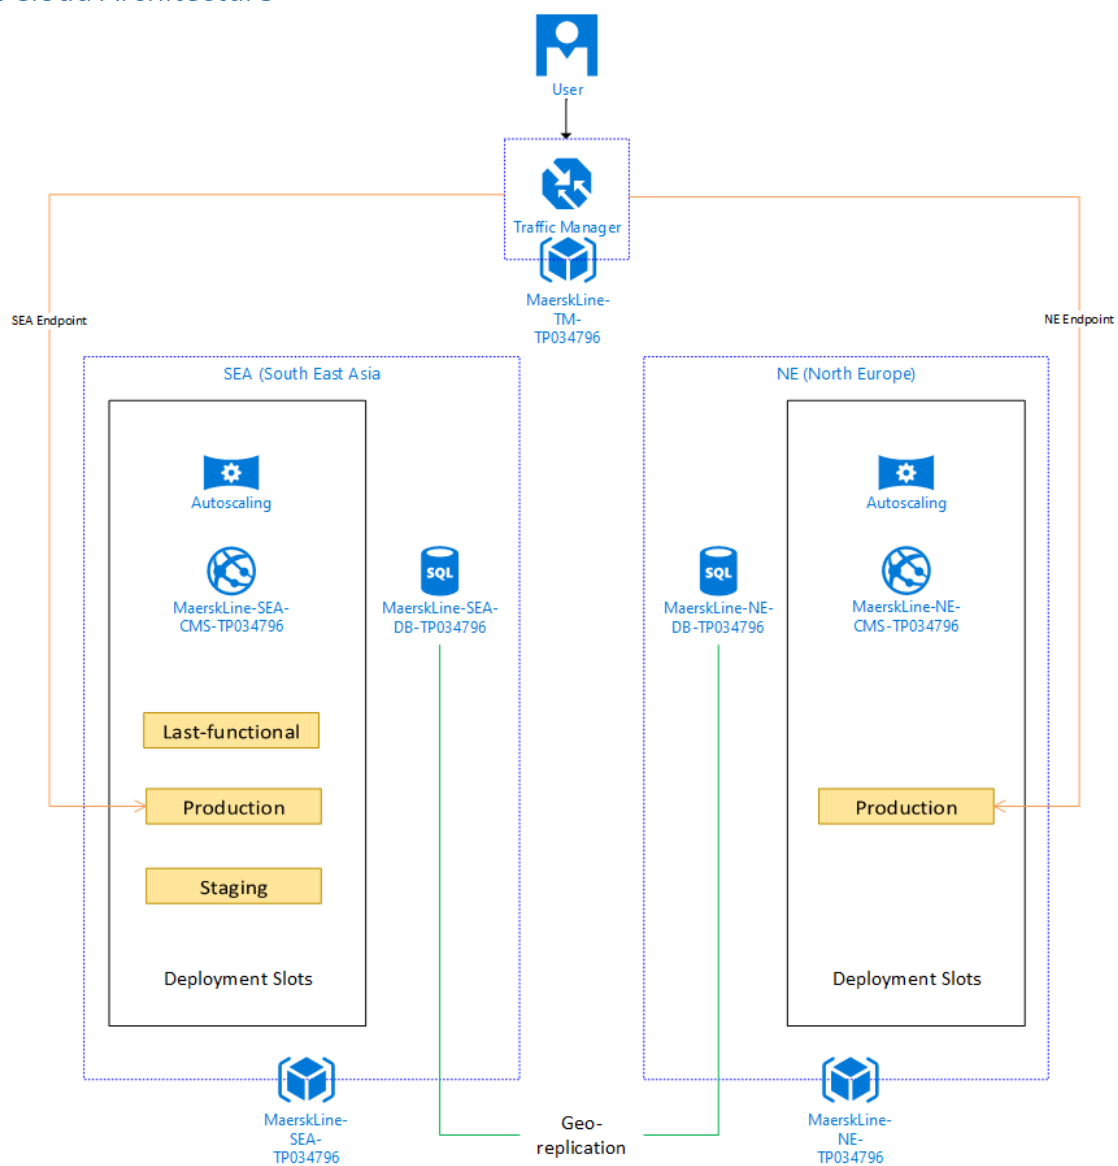 Cloud Architecture
User
Traffic Manager
MaerskLine-
TM-
TP034796
SEA Endpoint
NE Endpoint
SEA (South East Asia
NE (North Europe)
Autoscaling
Autoscaling
MaerskLine-SEA-
CMS-TP034796
SQL
MaerskLine-SEA-
DB-TP034796
SQL
MaerskLine-NE-
DB-TP034796
MaerskLine-NE-
CMS-TP034796
Last-functional
Production
Production
Staging
Deployment Slots
Deployment Slots
MaerskLine-
SEA-
TP034796
Geo-
replication
MaerskLine-
NE-
TP034796